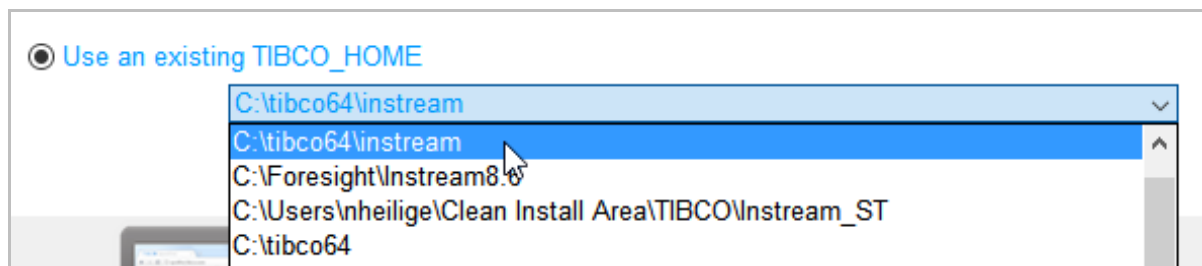 Use an existing TIBCO_HOME
C:\tibco64\instream
C:\tibco64\instream
C:\Foresight\Instream8.6
C:\Users\nheilige\Clean Install Area\TIBCO\Instream_ST
C:\tibco64